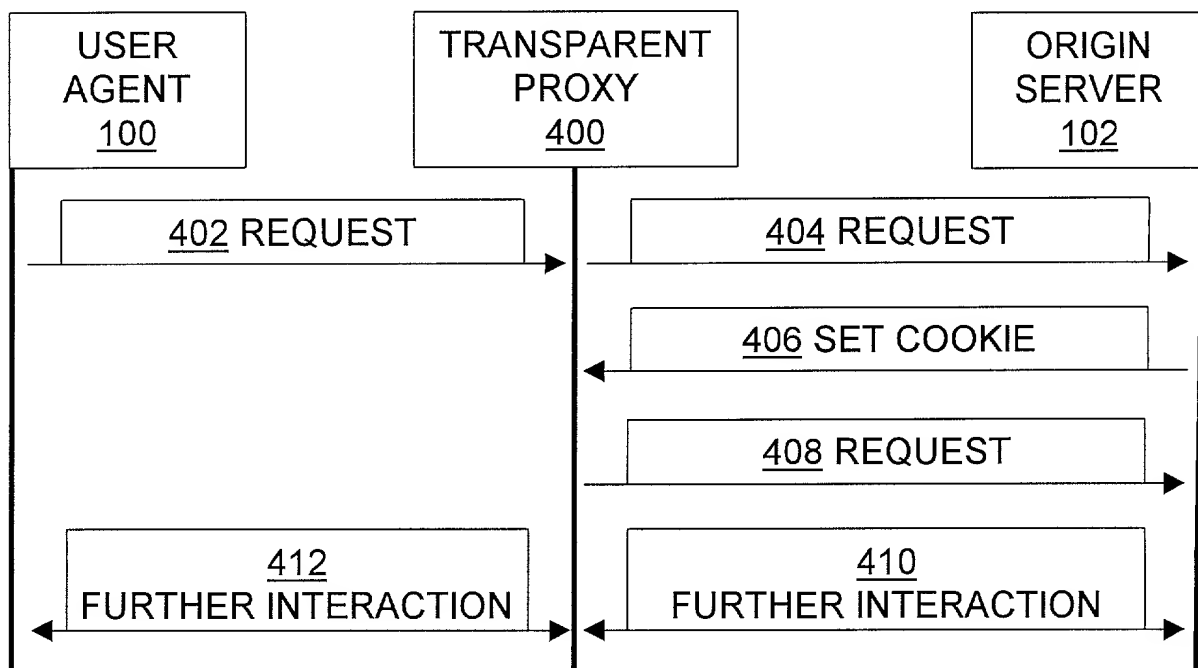 USER
AGENT
100
TRANSPARENT
PROXY
400
ORIGIN
SERVER
102
402 REQUEST
404 REQUEST
406 SET COOKIE
408 REQUEST
412
FURTHER INTERACTION
410
FURTHER INTERACTION